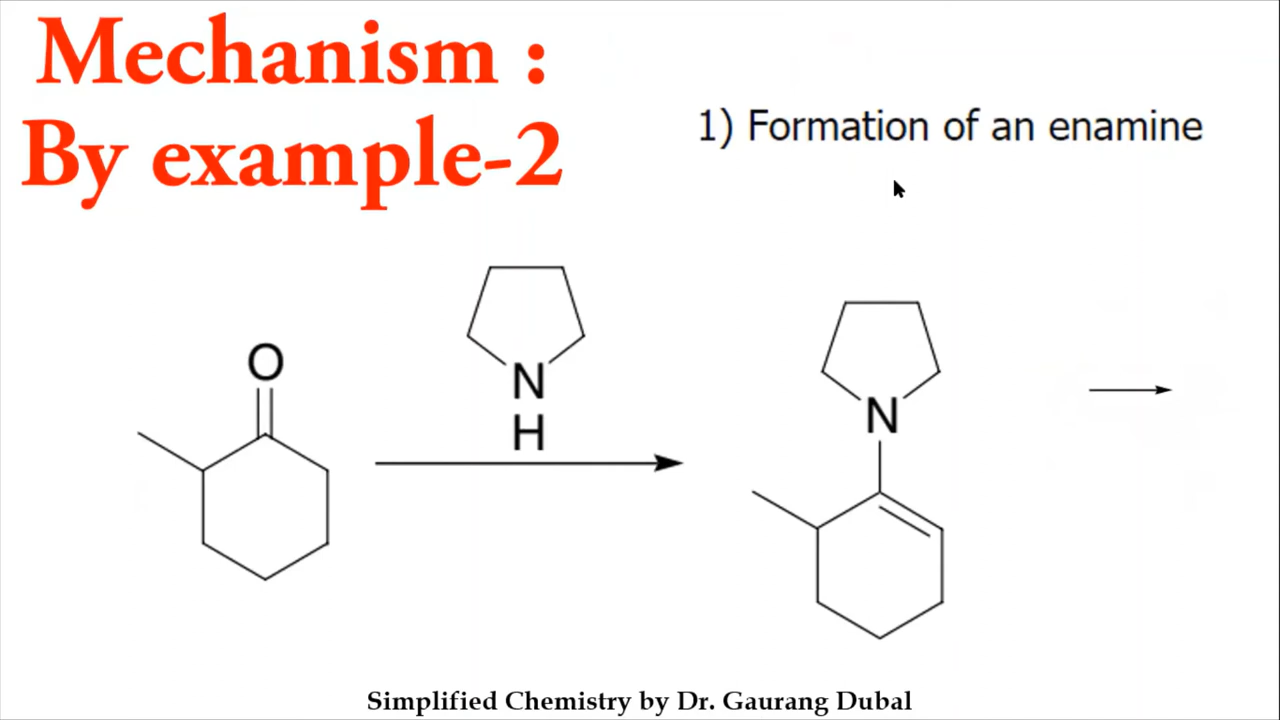 Mechanism :
By example-2
1) Formation of an enamine
O
N
H
N
Simplified Chemistry by Dr. Gaurang Dubal